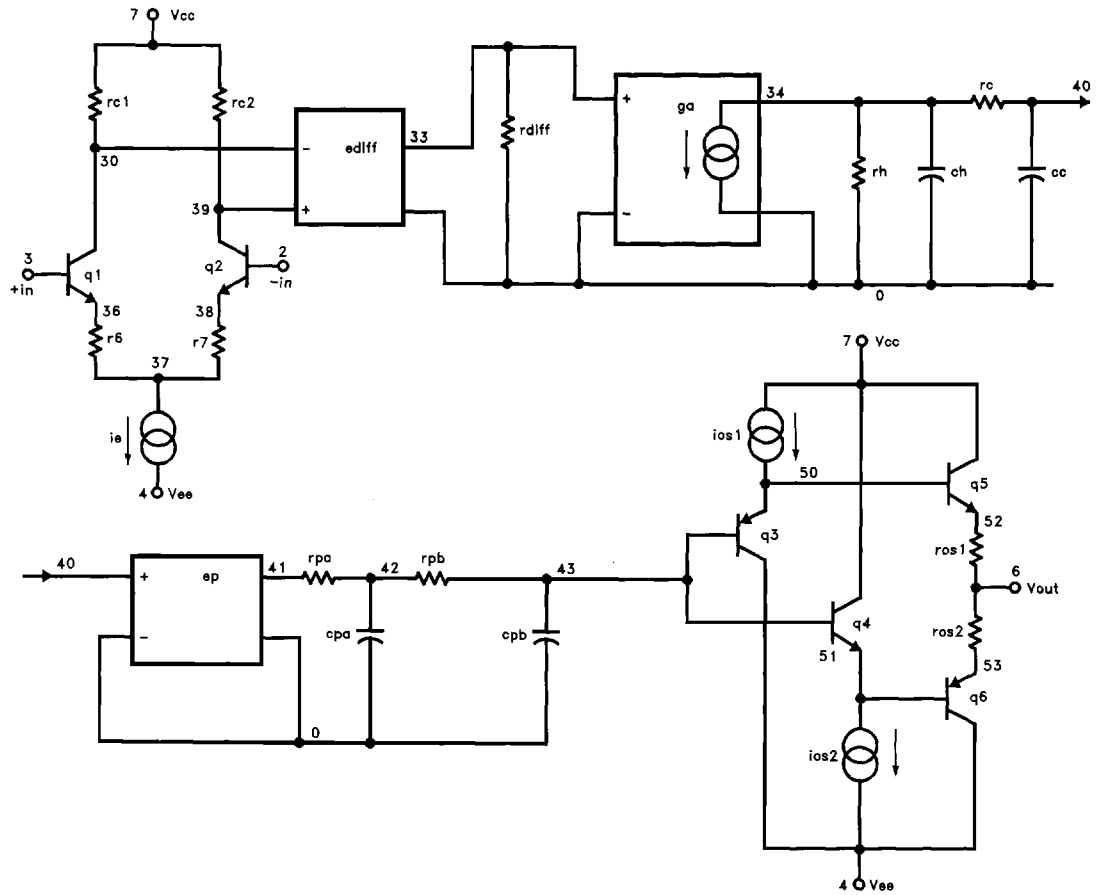 7 Vcc
rc1
rc2
30
39
ediff
-
+
33
rdiff
+
-
ga
34
rc
40
rh
ch
cc
0
3
+in
q1
q2
2
-in
36
38
r6
r7
37
ie
4 Vee
40
+
-
ep
41
rpa
42
rpb
43
cpa
cpb
0
7 Vcc
ios1
50
q3
q5
52
ros1
6
Vout
q4
51
ros2
53
q6
ios2
4 Vee